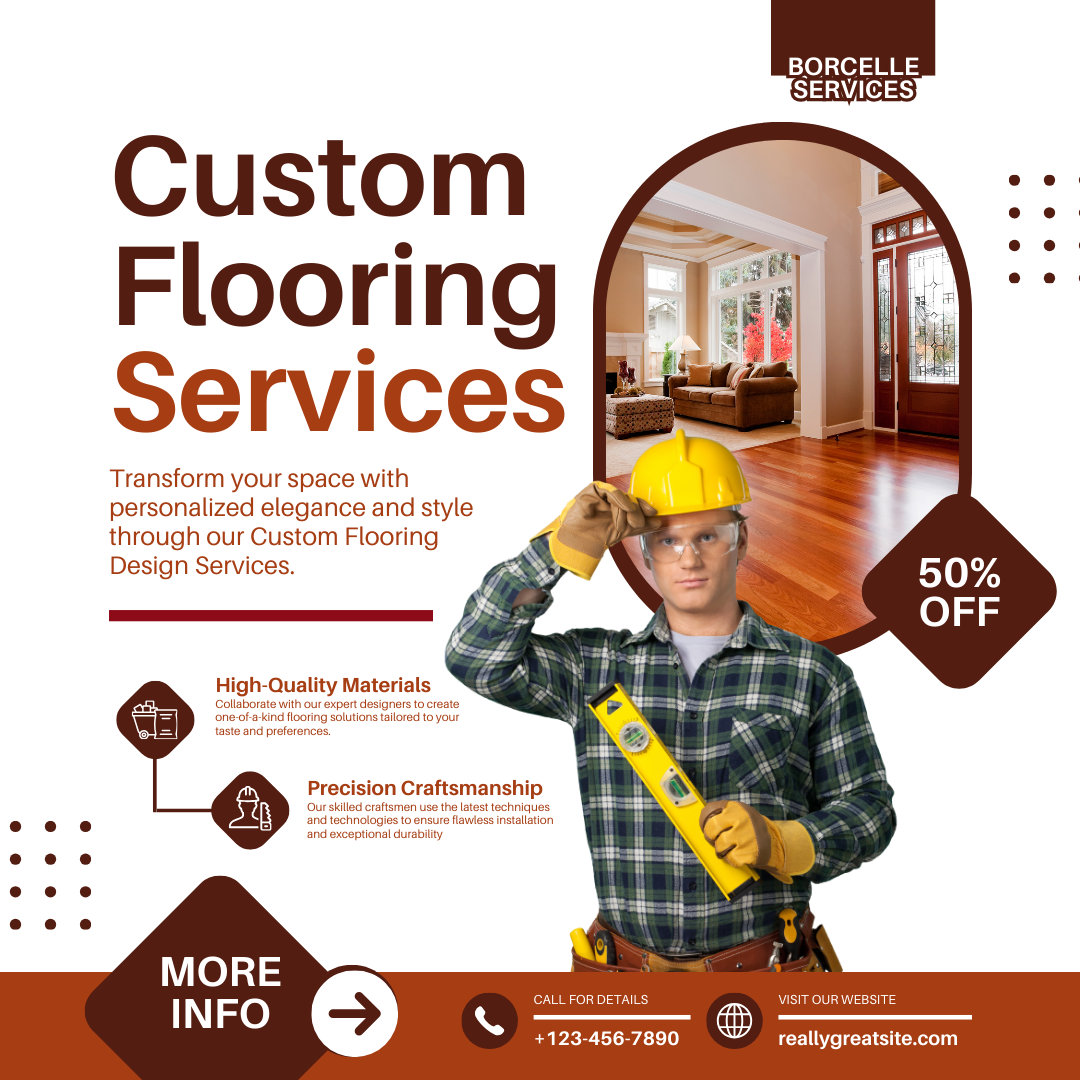 BORCELLE
SERVICES
Custom
Flooring
Services
Transform your space with
personalized elegance and style
through our Custom Flooring
Design Services.
50%
OFF
High-Quality Materials
Collaborate with our expert designers to create
one-of-a-kind flooring solutions tailored to your
taste and preferences.
Precision Craftsmanship
Our skilled craftsmen use the latest techniques
and technologies to ensure flawless installation
and exceptional durability
MORE
INFO
CALL FOR DETAILS
+123-456-7890
VISIT OUR WEBSITE
reallygreatsite.com